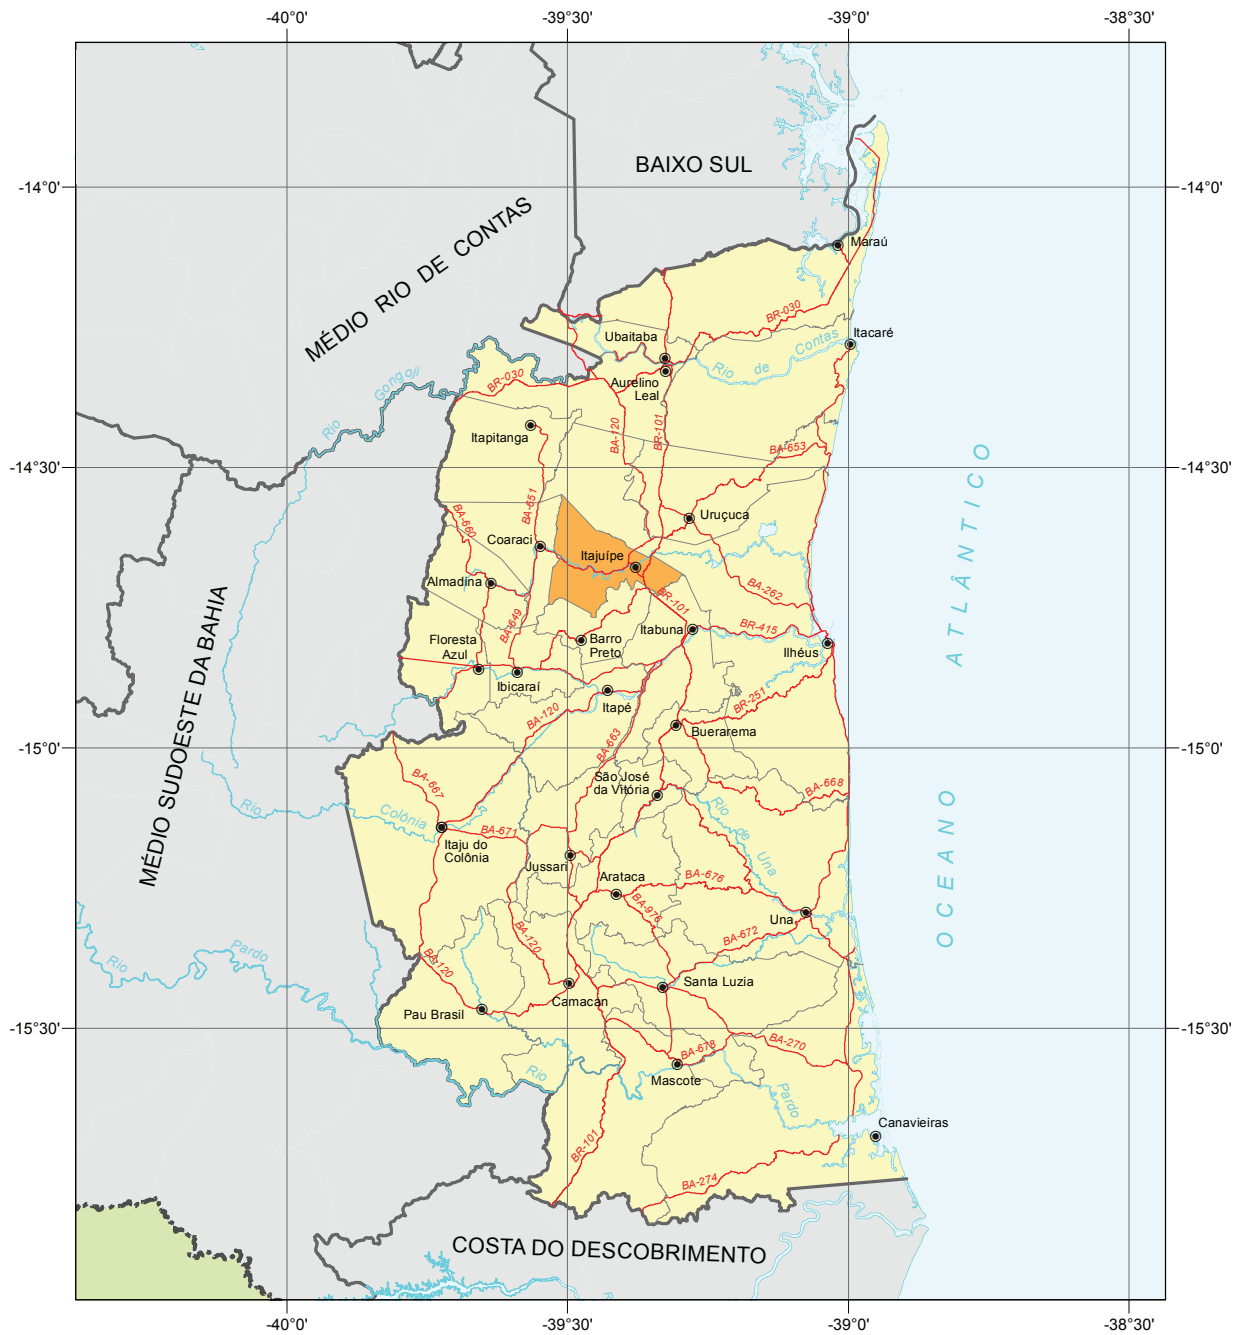 -40°0'
-39°30'
-39°0'
-38°30'
BAIXO SUL
-14°0'
-14°0'
MÉDIO RIO DE CONTAS
Maraú
BR-030
Itacaré
Ubaitaba
Rio de Contas
Aurelino
Leal
Rio Gongoji
BR-030
BA-120
BR-101
Itapitanga
BA-653
-14°30'
-14°30'
BA-651
BA-660
Uruçuca
Coaraci
Itajuípe
Almadina
BA-262
BR-101
BA-649
Itabuna
BR-415
Floresta
Azul
Barro
Preto
Ilhéus
Ibicaraí
Itapé
BR-251
BA-120
Buerarema
BA-663
-15°0'
-15°0'
MÉDIO SUDOESTE DA BAHIA
OCEANO ATLÂNTICO
São José
da Vitória
BA-667
BA-668
Rio Colônia
Rio de Una
BA-671
Itaju do
Colônia
Jussari
Arataca
BA-676
BA-976
Una
BA-672
BA-120
Rio Pardo
BA-120
Santa Luzia
Camacan
Pau Brasil
-15°30'
-15°30'
BA-678
BA-270
Rio
Mascote
Pardo
Canavieiras
BR-101
BA-274
COSTA DO DESCOBRIMENTO
-40°0'
-39°30'
-39°0'
-38°30'